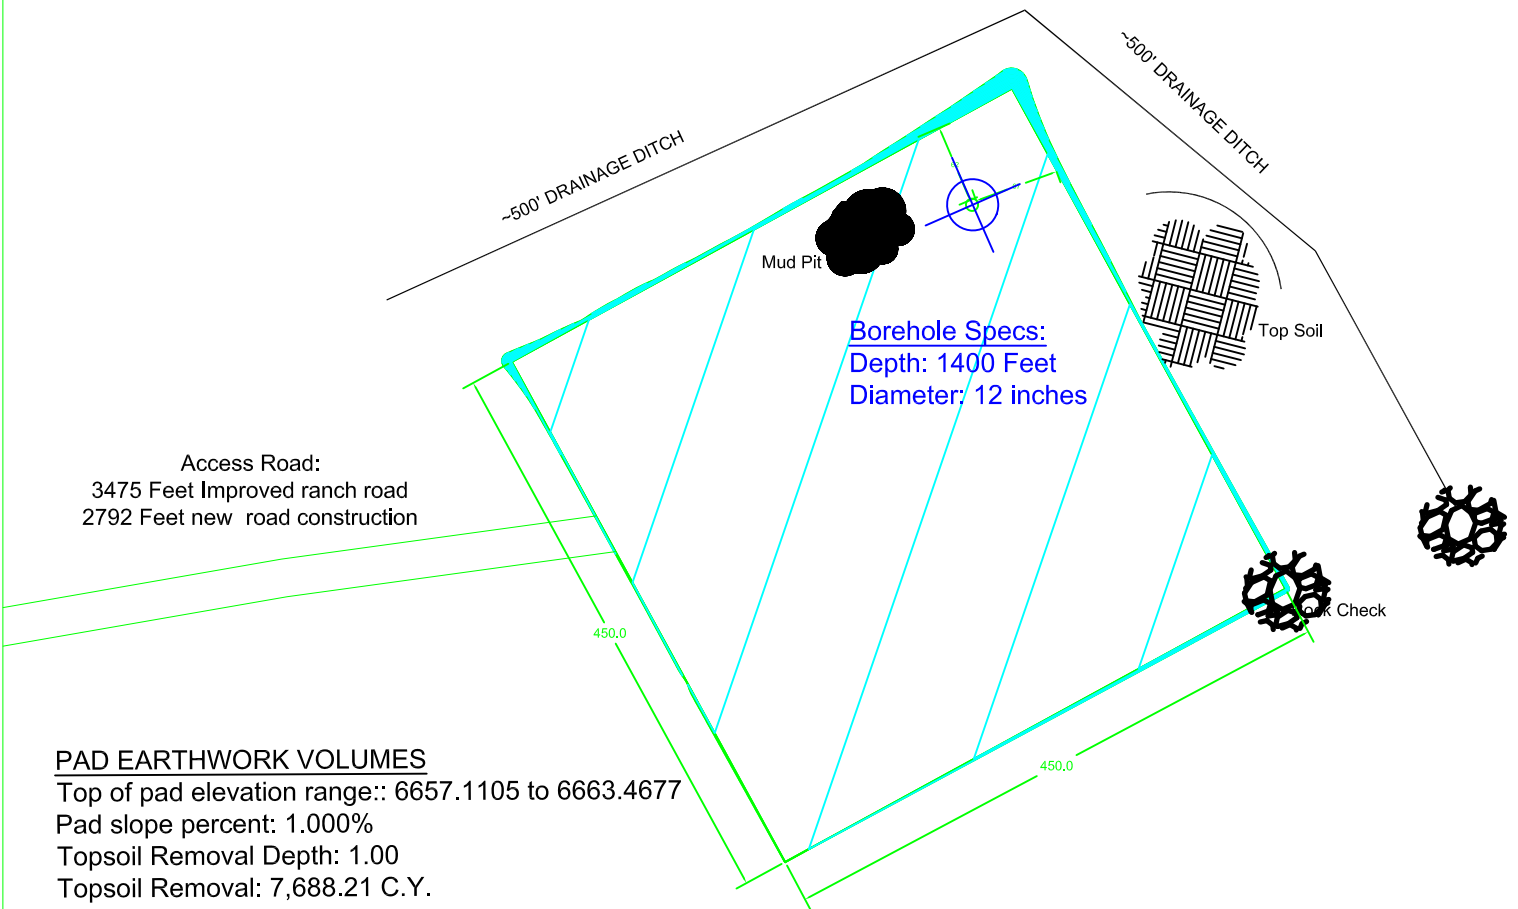 ~500' DRAINAGE DITCH
~500' DRAINAGE DITCH
Mud Pit
Borehole Specs:
Depth: 1400 Feet
Diameter: 12 inches
Top Soil
Access Road:
3475 Feet Improved ranch road
2792 Feet new road construction
Check
450.0
450.0
PAD EARTHWORK VOLUMES
Top of pad elevation range:: 6657.1105 to 6663.4677
Pad slope percent: 1.000%
Topsoil Removal Depth: 1.00
Topsoil Removal: 7,688.21 C.Y.